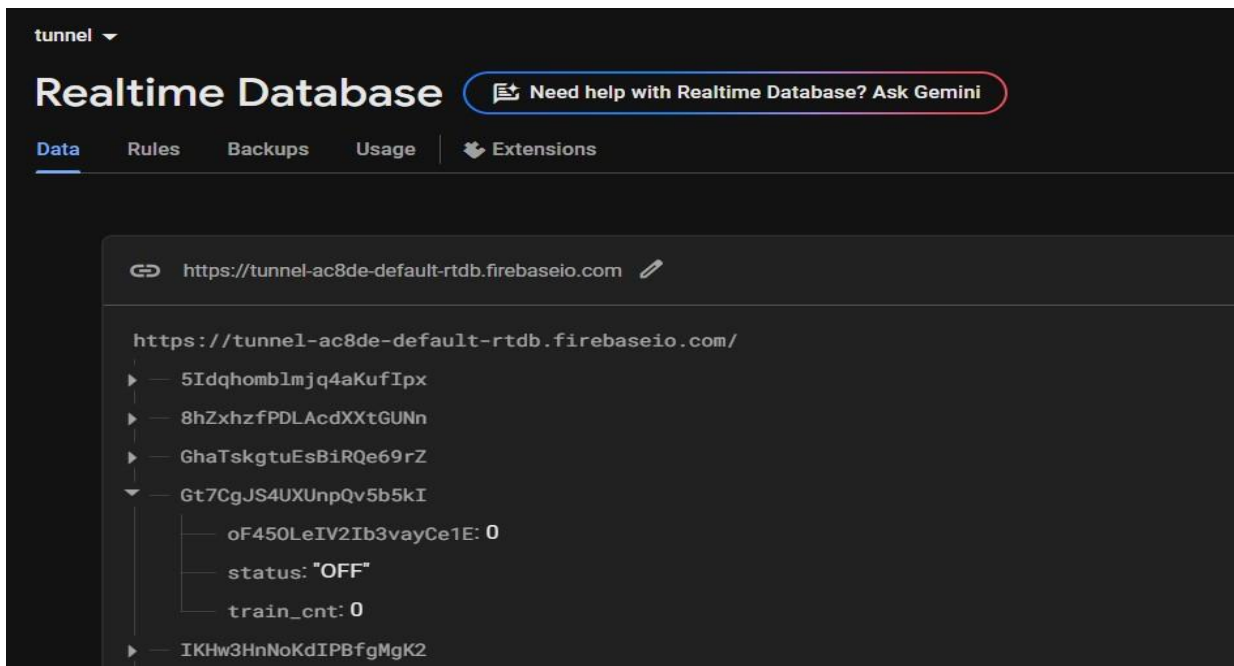 tunnel
Realtime Database Need help with Realtime Database? Ask Gemini
Data Rules Backups Usage Extensions
https://tunnel-ac8de-default-rtdb.firebaseio.com
https://tunnel-ac8de-default-rtdb.firebaseio.com/
5Idqhomblmjq4aKufIpx
8hZxhzfPDLAcdXXtGUNn
GhaTskgtuEsBiRQe69rZ
Gt7CgJS4UXUnpQv5b5kI
oF45OLeIV2Ib3vayCe1E: 0
status: "OFF"
train_cnt: 0
IKHw3HnNoKdIPBfgMgK2